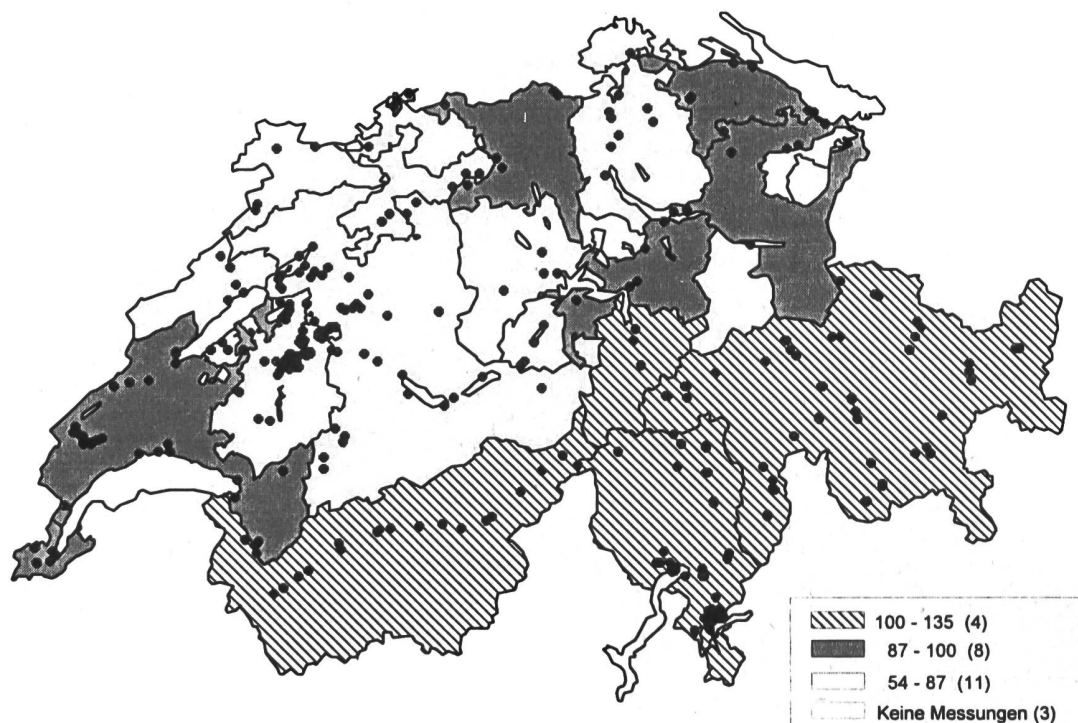 100 - 135 (4)
87 - 100 (8)
54 - 87 (11)
Keine Messungen (3)